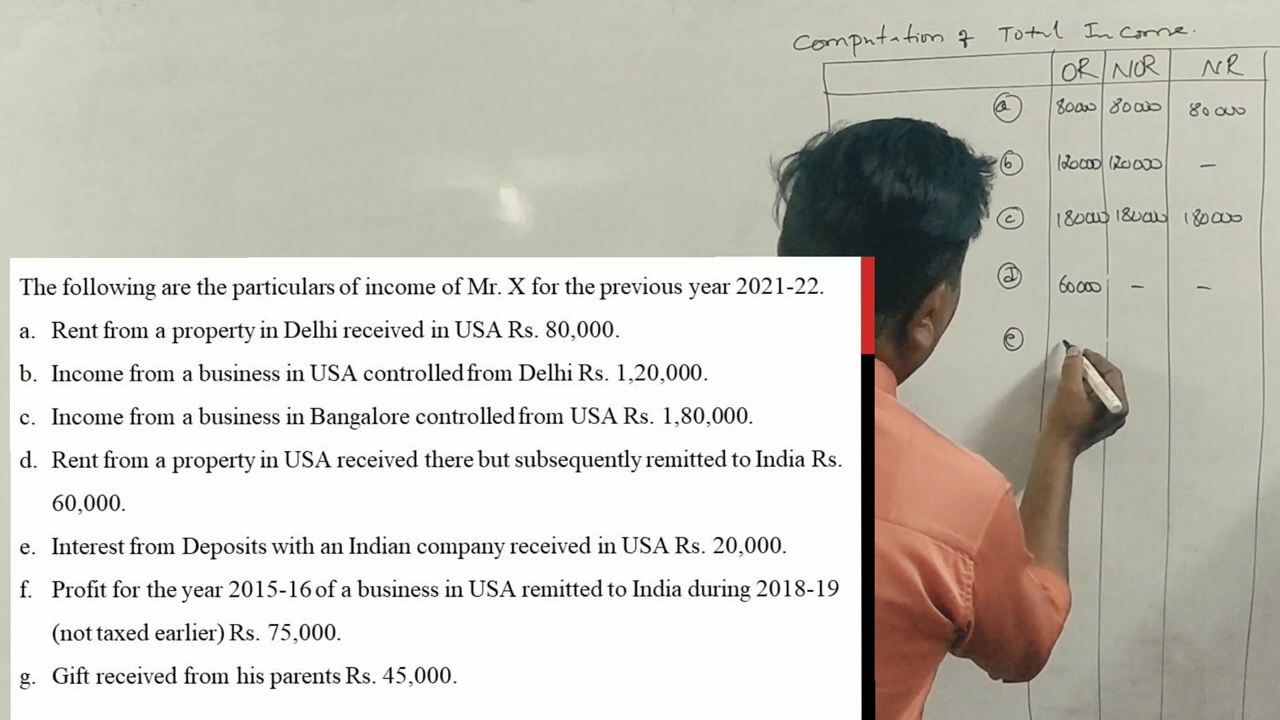 Computation of Total Income.
OR NOR NR
a 80000 80000 80000
b 120000 120000 –
c 180000 180000 180000
d 60000 – –
e
The following are the particulars of income of Mr. X for the previous year 2021-22.
a. Rent from a property in Delhi received in USA Rs. 80,000.
b. Income from a business in USA controlled from Delhi Rs. 1,20,000.
c. Income from a business in Bangalore controlled from USA Rs. 1,80,000.
d. Rent from a property in USA received there but subsequently remitted to India Rs.
60,000.
e. Interest from Deposits with an Indian company received in USA Rs. 20,000.
f. Profit for the year 2015-16 of a business in USA remitted to India during 2018-19
(not taxed earlier) Rs. 75,000.
g. Gift received from his parents Rs. 45,000.